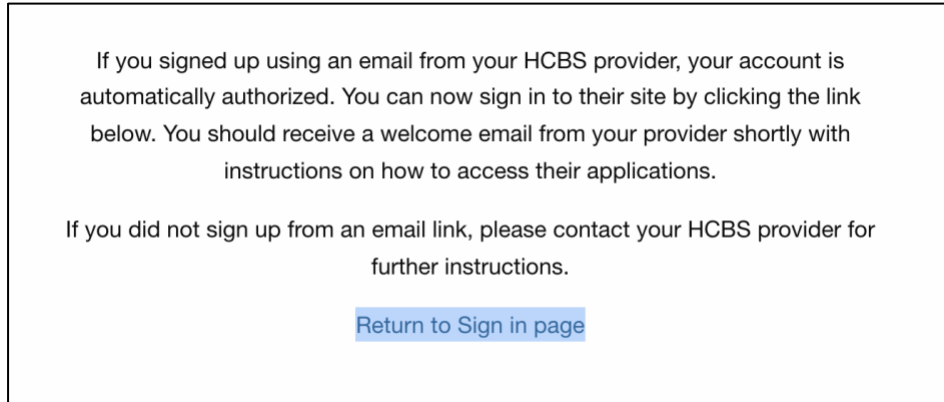 If you signed up using an email from your HCBS provider, your account is
automatically authorized. You can now sign in to their site by clicking the link
below. You should receive a welcome email from your provider shortly with
instructions on how to access their applications.
If you did not sign up from an email link, please contact your HCBS provider for
further instructions.
Return to Sign in page